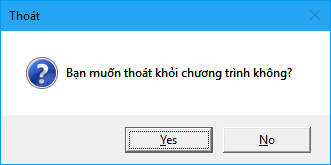 Thoát
Bạn muốn thoát khỏi chương trình không?
Yes
No